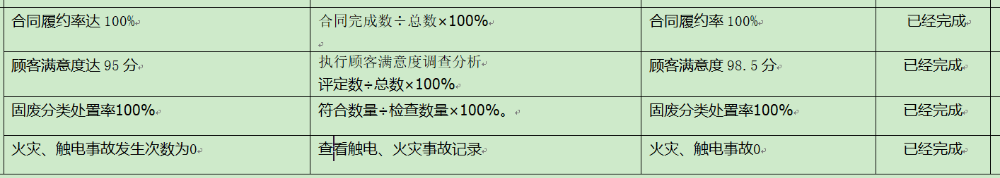 合同履约率达 100%
合同完成数÷总数×100%
合同履约率 100%
已经完成
顾客满意度达 95 分
执行顾客满意度调查分析
评定数÷总数×100%
顾客满意度 98.5 分
已经完成
固废分类处置率100%
符合数量÷检查数量×100%。
固废分类处置率100%
已经完成
火灾、触电事故发生次数为0
查看触电、火灾事故记录
火灾、触电事故0
已经完成